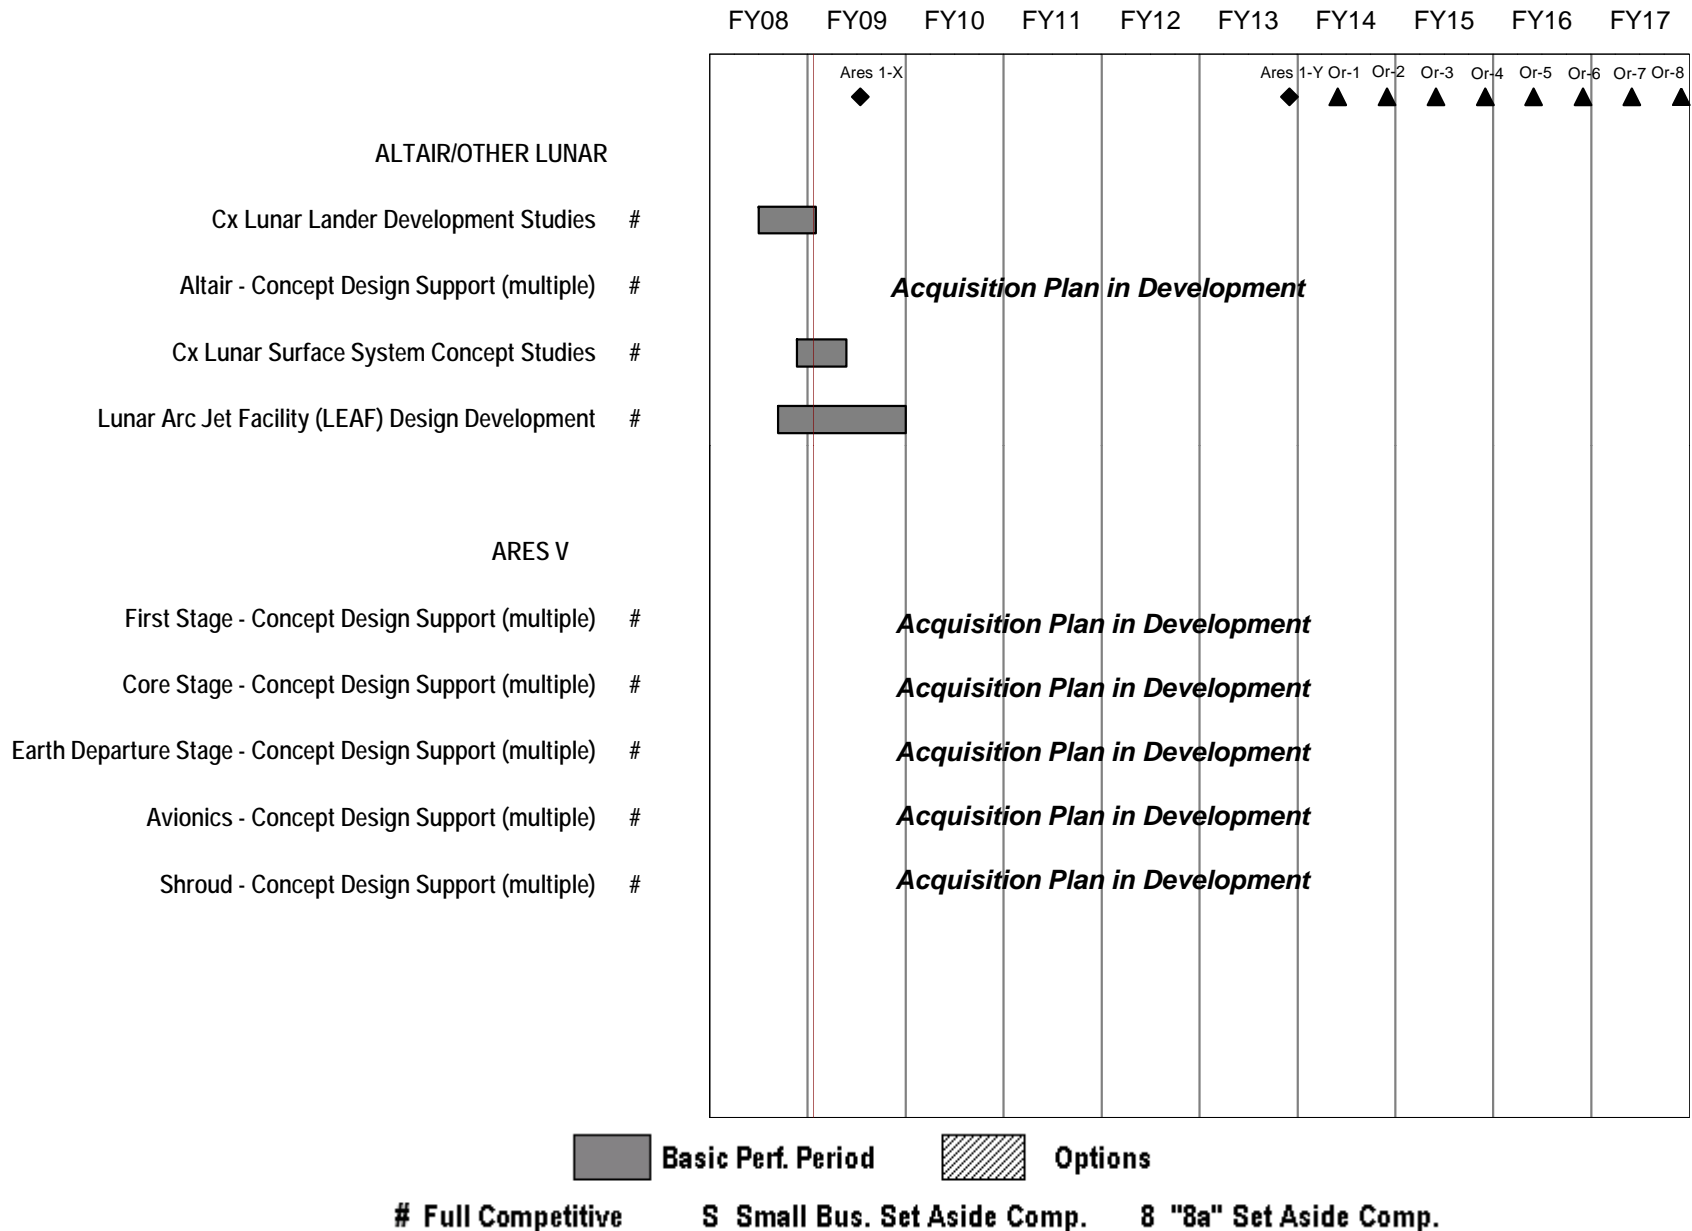 FY08 FY09 FY10 FY11 FY12 FY13 FY14 FY15 FY16 FY17
Ares 1-X Ares 1-Y Or-1 Or-2 Or-3 Or-4 Or-5 Or-6 Or-7 Or-8
ALTAIR/OTHER LUNAR
Cx Lunar Lander Development Studies #
Altair - Concept Design Support (multiple) # Acquisition Plan in Development
Cx Lunar Surface System Concept Studies #
Lunar Arc Jet Facility (LEAF) Design Development #
ARES V
First Stage - Concept Design Support (multiple) # Acquisition Plan in Development
Core Stage - Concept Design Support (multiple) # Acquisition Plan in Development
Earth Departure Stage - Concept Design Support (multiple) # Acquisition Plan in Development
Avionics - Concept Design Support (multiple) # Acquisition Plan in Development
Shroud - Concept Design Support (multiple) # Acquisition Plan in Development
Basic Perf. Period Options
# Full Competitive S Small Bus. Set Aside Comp. 8 "8a" Set Aside Comp.